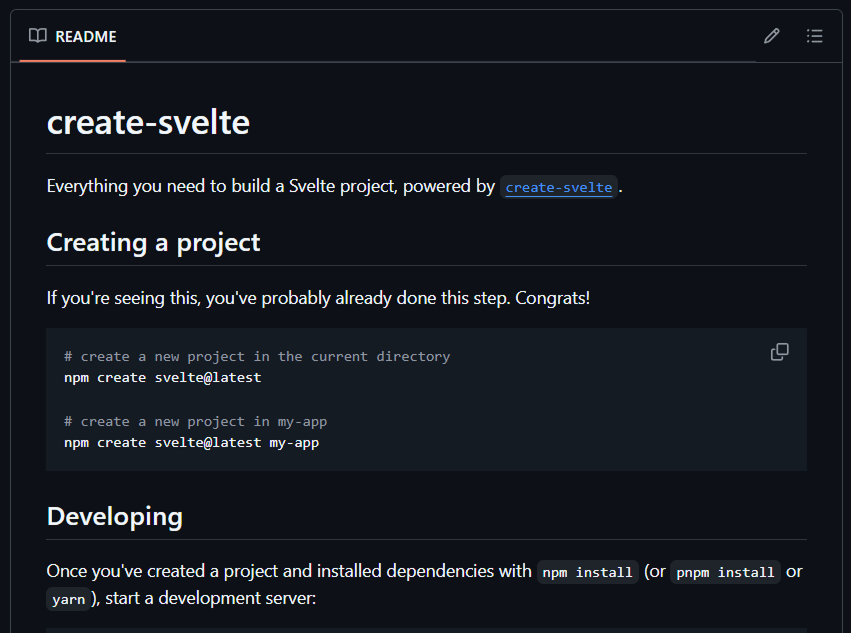 README
create-svelte
Everything you need to build a Svelte project, powered by create-svelte.
Creating a project
If you're seeing this, you've probably already done this step. Congrats!
# create a new project in the current directory
npm create svelte@latest
# create a new project in my-app
npm create svelte@latest my-app
Developing
Once you've created a project and installed dependencies with npm install (or pnpm install or
yarn), start a development server: